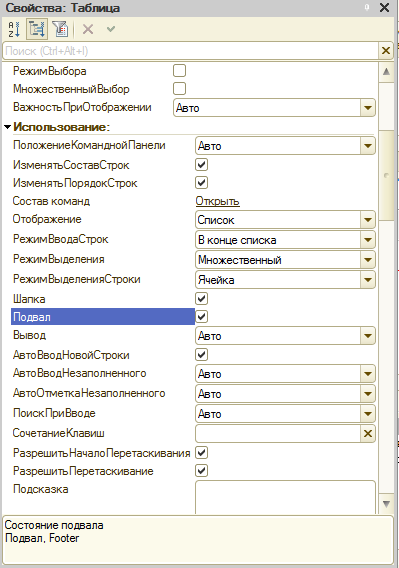 Свойства: Таблица
Поиск (Ctrl+Alt+I)
РежимВыбора
МножественныйВыбор
ВажностьПриОтображении Авто
Использование:
ПоложениеКоманднойПанели Авто
ИзменятьСоставСтрок
ИзменятьПорядокСтрок
Состав команд Открыть
Отображение Список
РежимВводаСтрок В конце списка
РежимВыделения Множественный
РежимВыделенияСтроки Ячейка
Шапка
Подвал
Вывод Авто
АвтоВводНовойСтроки
АвтоВводНезаполненного Авто
АвтоОтметкаНезаполненного Авто
ПоискПриВводе Авто
СочетаниеКлавиш
РазрешитьНачалоПеретаскивания
РазрешитьПеретаскивание
Подсказка
Состояние подвала
Подвал, Footer